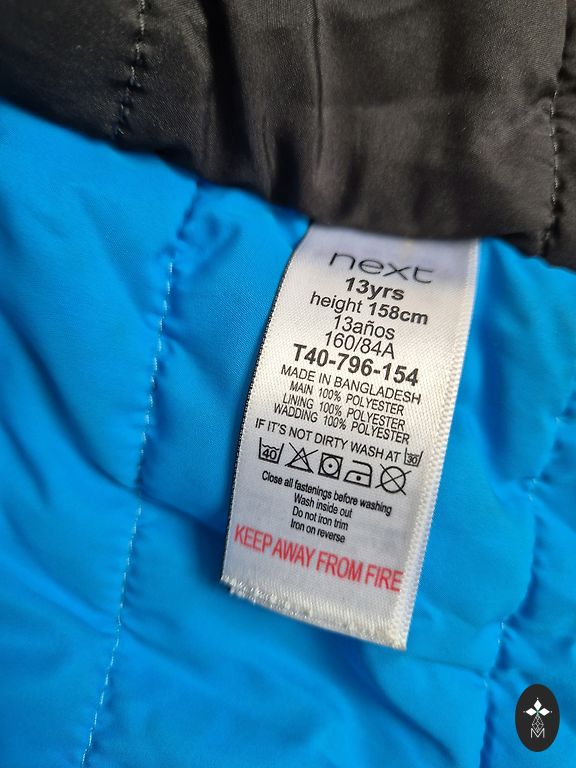 next
13yrs
height 158cm
13años
160/84A
T40-796-154
MADE IN BANGLADESH
MAIN 100% POLYESTER
LINING 100% POLYESTER
WADDING 100% POLYESTER
IF IT'S NOT DIRTY WASH AT 30
40
Close all fastenings before washing
Wash inside out
Do not iron trim
Iron on reverse
KEEP AWAY FROM FIRE
M